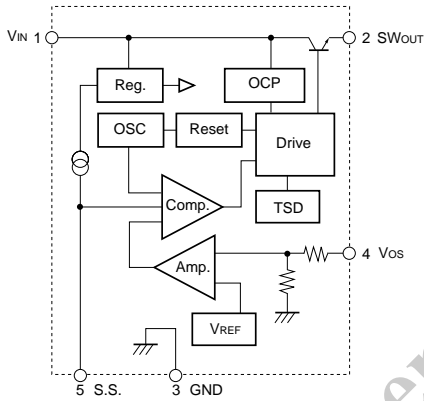 VIN 1
2 SWOUT
Reg.
OCP
OSC
Reset
Drive
Comp.
TSD
4 VOS
Amp.
VREF
5 S.S.
3 GND